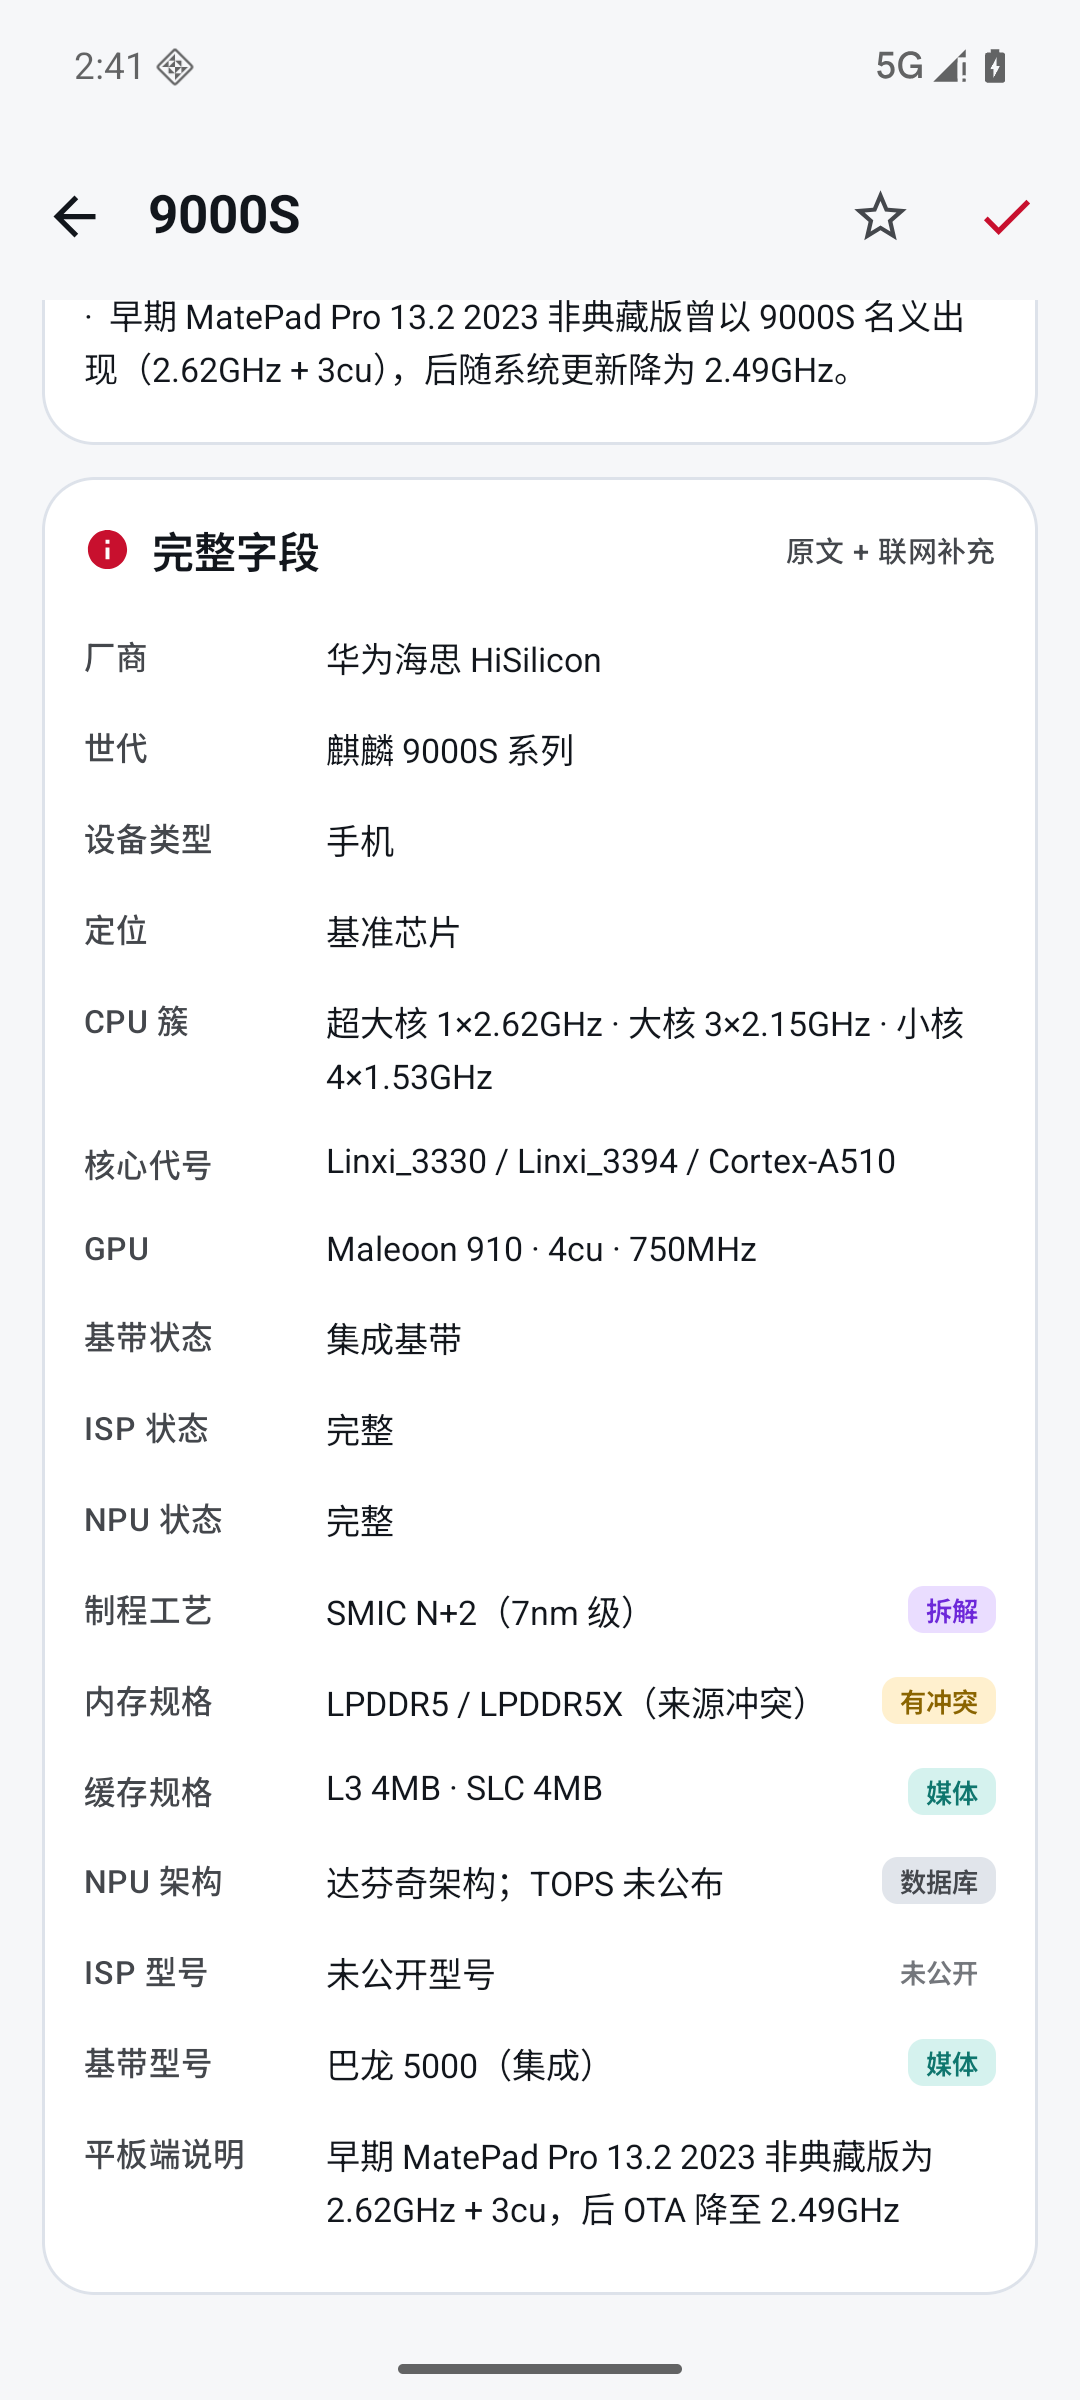 2:41
5G
9000S
· 早期 MatePad Pro 13.2 2023 非典藏版曾以 9000S 名义出
现（2.62GHz + 3cu），后随系统更新降为 2.49GHz。
完整字段
原文 + 联网补充
厂商
华为海思 HiSilicon
世代
麒麟 9000S 系列
设备类型
手机
定位
基准芯片
CPU 簇
超大核 1×2.62GHz · 大核 3×2.15GHz · 小核
4×1.53GHz
核心代号
Linxi_3330 / Linxi_3394 / Cortex-A510
GPU
Maleoon 910 · 4cu · 750MHz
基带状态
集成基带
ISP 状态
完整
NPU 状态
完整
制程工艺
SMIC N+2（7nm 级）
拆解
内存规格
LPDDR5 / LPDDR5X（来源冲突）
有冲突
缓存规格
L3 4MB · SLC 4MB
媒体
NPU 架构
达芬奇架构；TOPS 未公布
数据库
ISP 型号
未公开型号
未公开
基带型号
巴龙 5000（集成）
媒体
平板端说明
早期 MatePad Pro 13.2 2023 非典藏版为
2.62GHz + 3cu，后 OTA 降至 2.49GHz